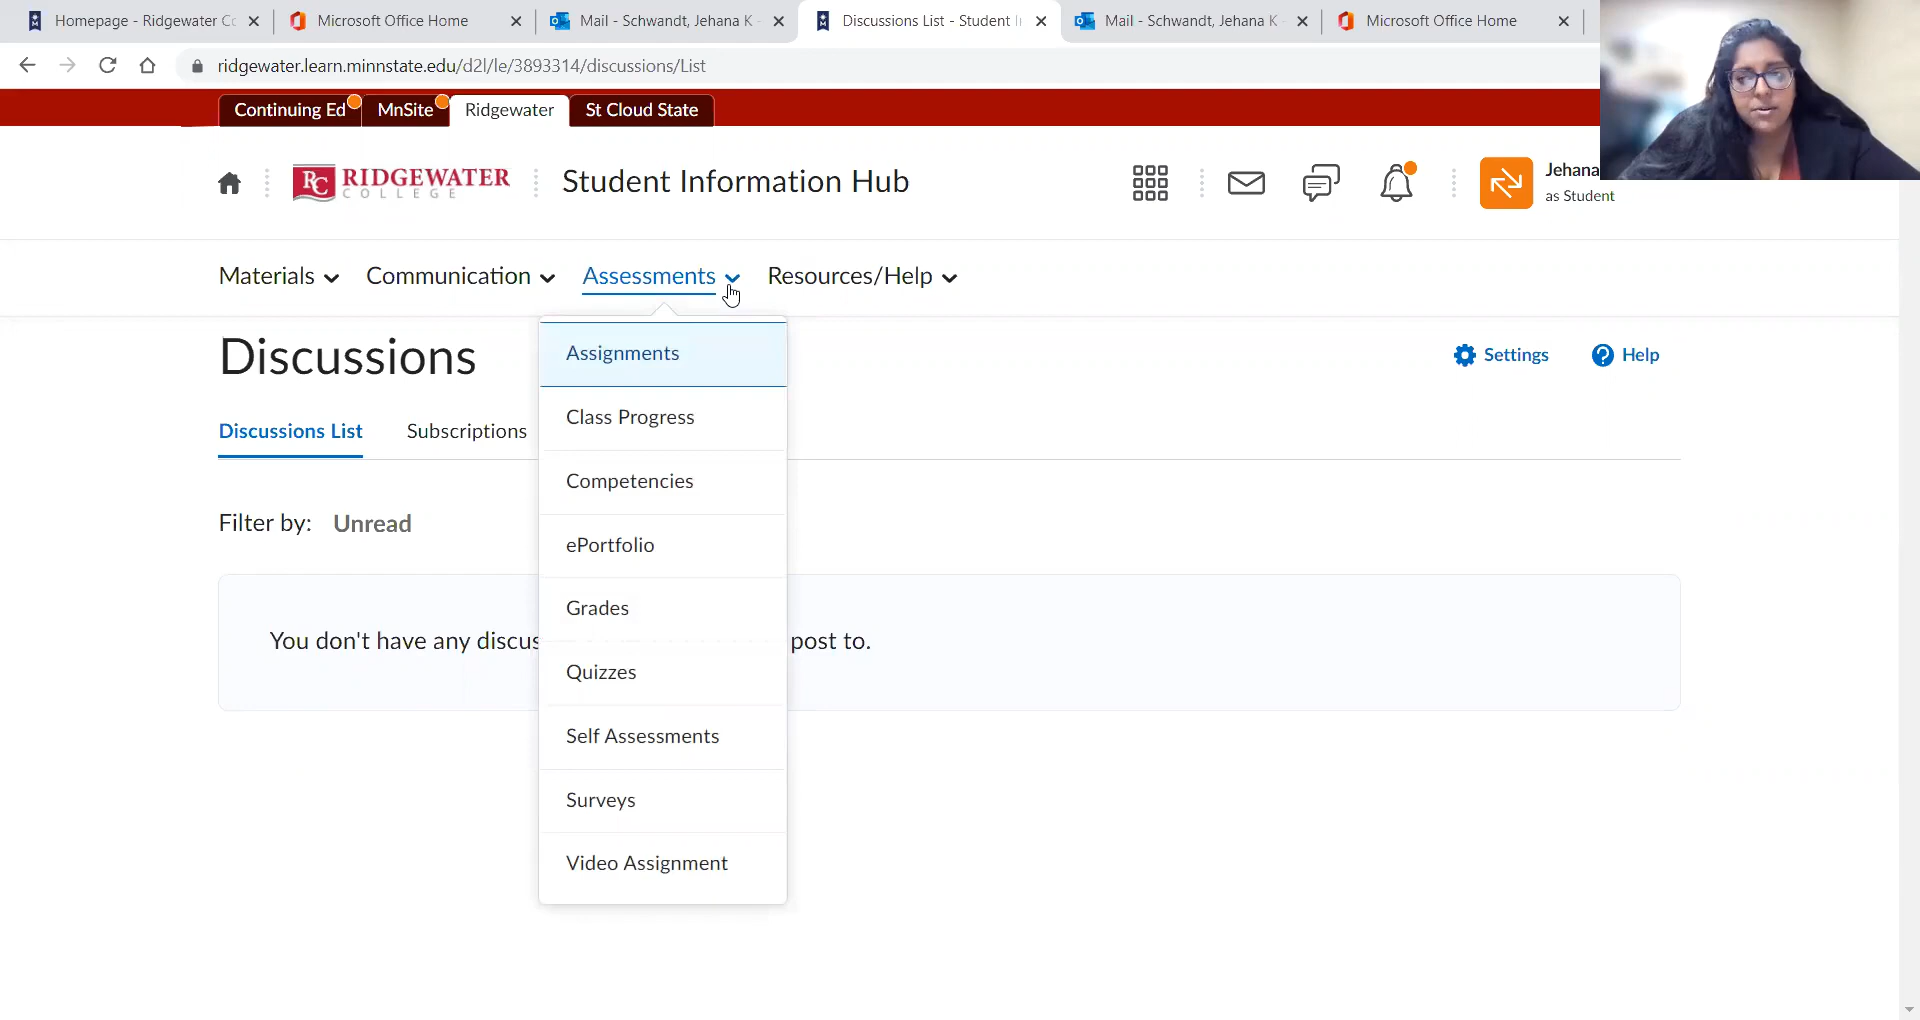 Homepage - Ridgewater Co
Microsoft Office Home
Mail - Schwandt, Jehana K -
Discussions List - Student I
Mail - Schwandt, Jehana K -
Microsoft Office Home
ridgewater.learn.minnstate.edu/d2l/le/3893314/discussions/List
Continuing Ed
MnSite
Ridgewater
St Cloud State
RC RIDGEWATER
COLLEGE
Student Information Hub
Jehana
as Student
Materials
Communication
Assessments
Resources/Help
Discussions
Settings
Help
Discussions List
Subscriptions
Filter by: Unread
You don't have any discus
post to.
Assignments
Class Progress
Competencies
ePortfolio
Grades
Quizzes
Self Assessments
Surveys
Video Assignment